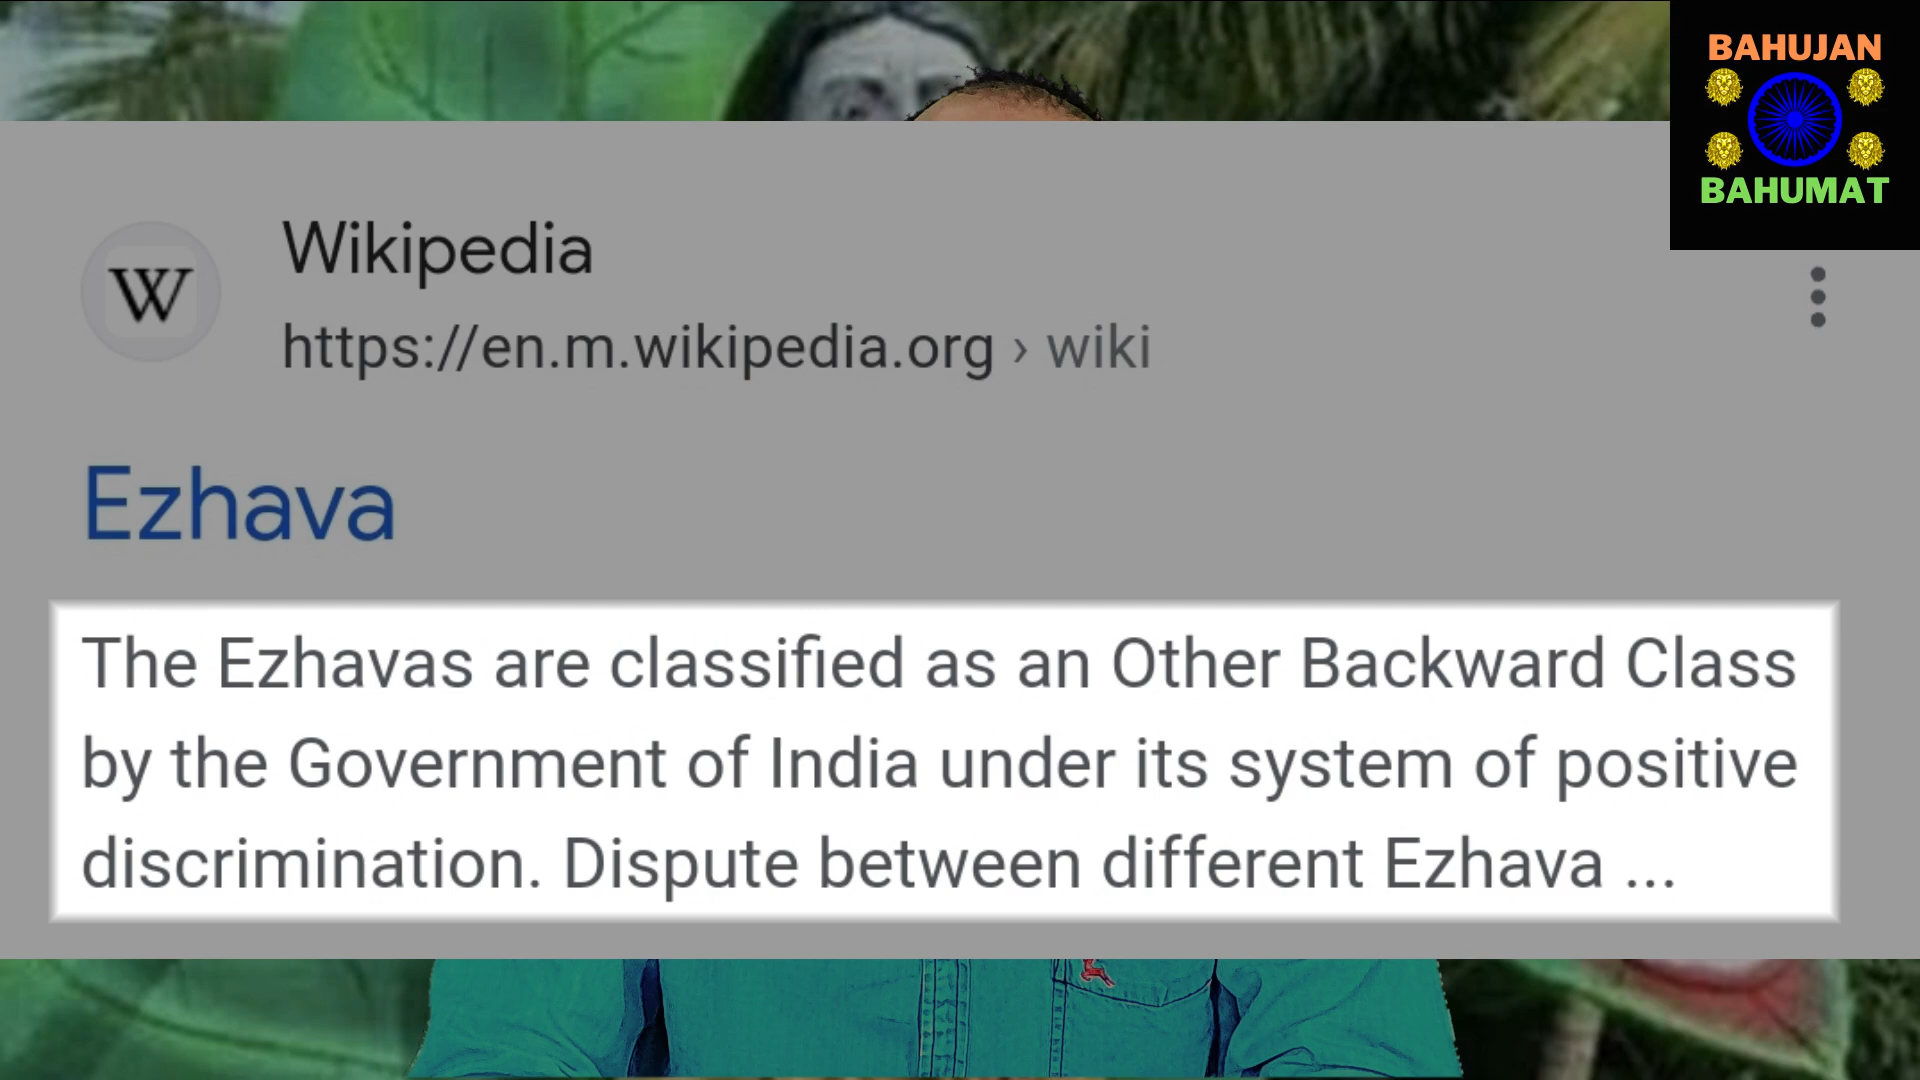 BAHUJAN
BAHUMAT
W
Wikipedia
https://en.m.wikipedia.org › wiki
Ezhava
The Ezhavas are classified as an Other Backward Class
by the Government of India under its system of positive
discrimination. Dispute between different Ezhava ...